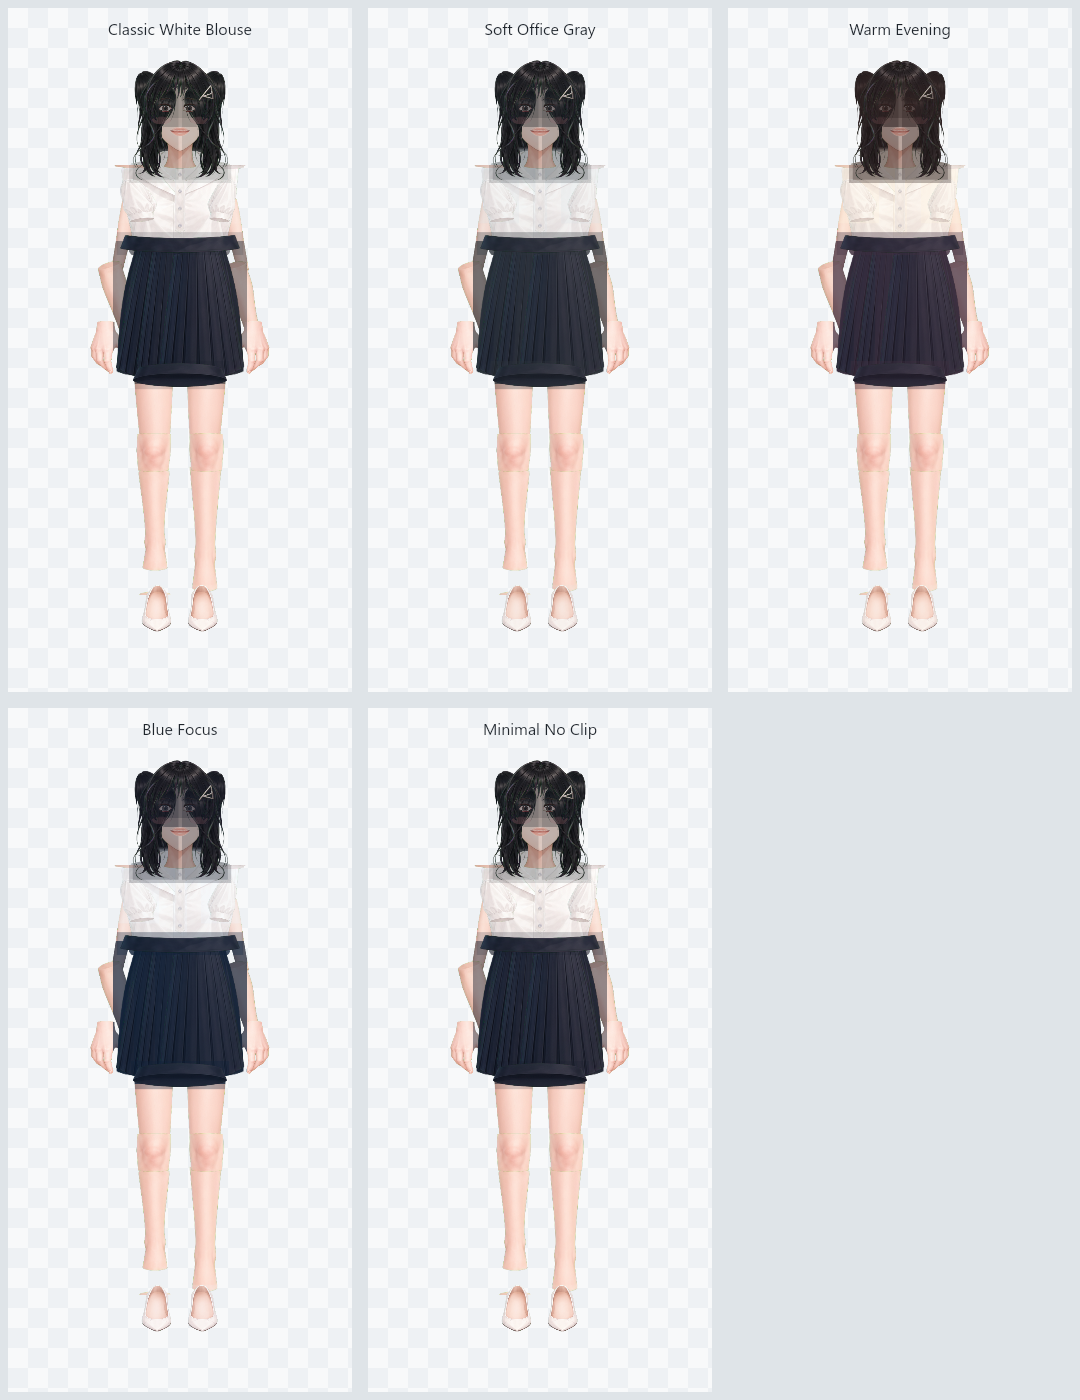 Classic White Blouse
Soft Office Gray
Warm Evening
Blue Focus
Minimal No Clip